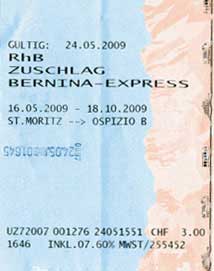 GÜLTIG: 24.05.2009
RhB
ZUSCHLAG
BERNINA-EXPRESS
16.05.2009 - 18.10.2009
ST.MORITZ --> OSPIZIO B
UZ72007 001276 24051551 CHF 3.00
1646 INKL.07.60% MWST/255452